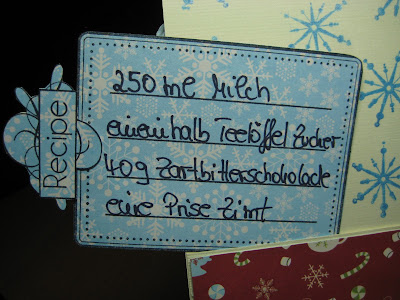 Recipe
250 ml Milch
eineinhalb Teelöffel Zucker
40g Zartbitterschokolade
eine Prise Zimt